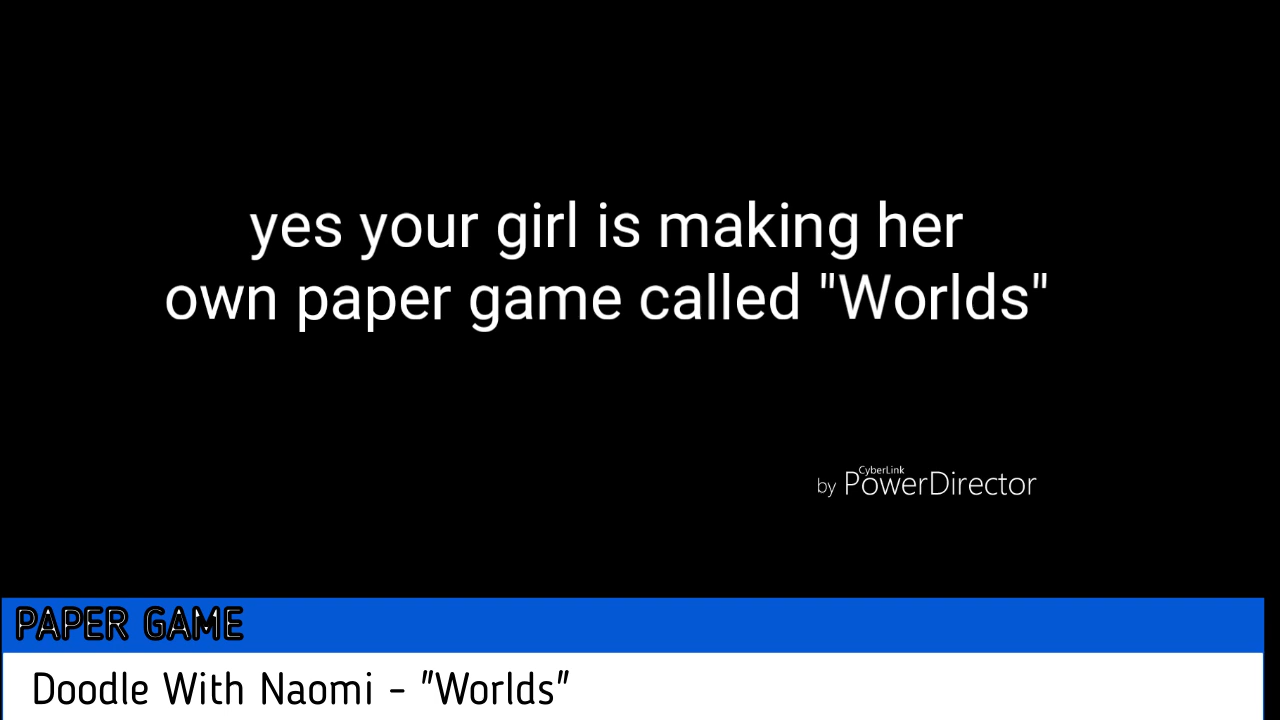 yes your girl is making her
own paper game called "Worlds"
by CyberLink PowerDirector
PAPER GAME
Doodle With Naomi - "Worlds"